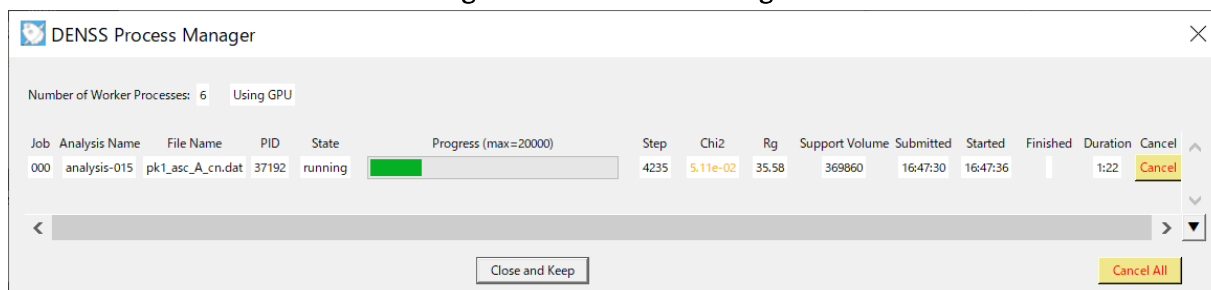 DENSS Process Manager
Number of Worker Processes: 6 Using GPU
Job Analysis Name File Name PID State Progress (max=20000) Step Chi2 Rg Support Volume Submitted Started Finished Duration Cancel
000 analysis-015 pk1_asc_A_cn.dat 37192 running 4235 5.11e-02 35.58 369860 16:47:30 16:47:36 1:22 Cancel
Close and Keep Cancel All